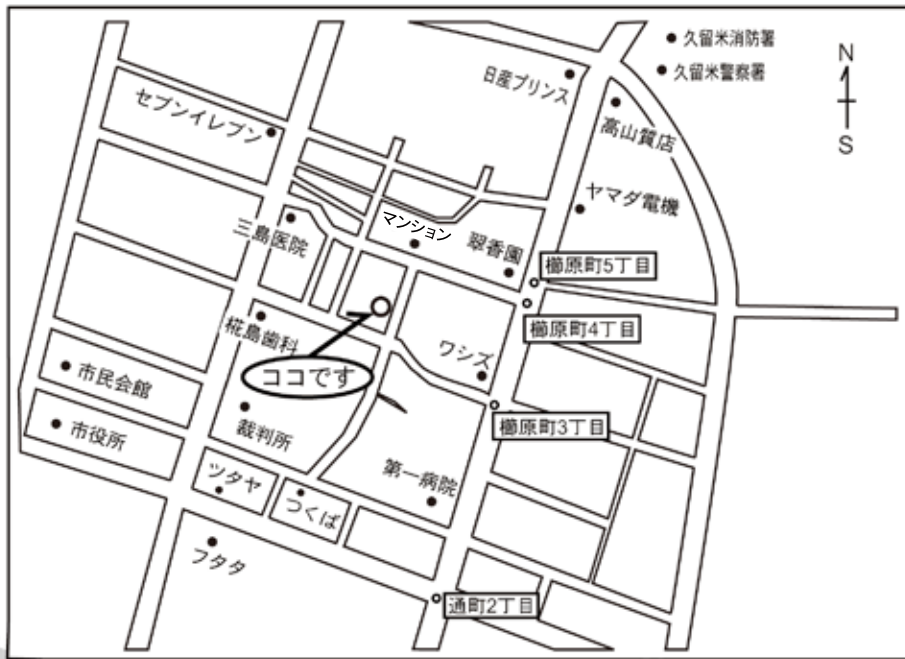 久留米消防署
久留米警察署
N
S
日産プリンス
高山質店
セブンイレブン
ヤマダ電機
三島医院
マンション
翠香園
櫛原町5丁目
櫛原町4丁目
椛島歯科
ワシズ
ココです
市民会館
市役所
裁判所
櫛原町3丁目
第一病院
ツタヤ
つくば
フタタ
通町2丁目